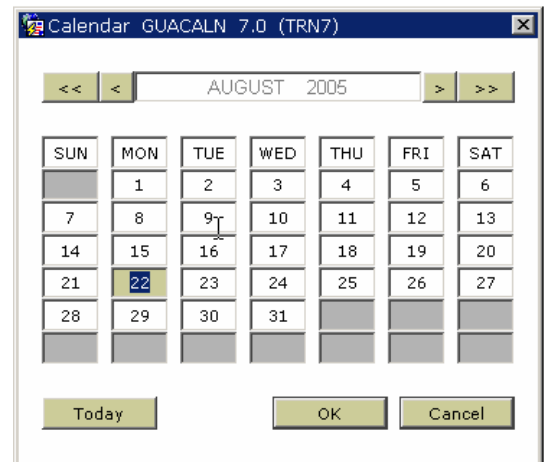 Calendar GUACALN 7.0 (TRN7)
<< < AUGUST 2005 > >>
SUN MON TUE WED THU FRI SAT
1 2 3 4 5 6
7 8 9 10 11 12 13
14 15 16 17 18 19 20
21 22 23 24 25 26 27
28 29 30 31
Today OK Cancel